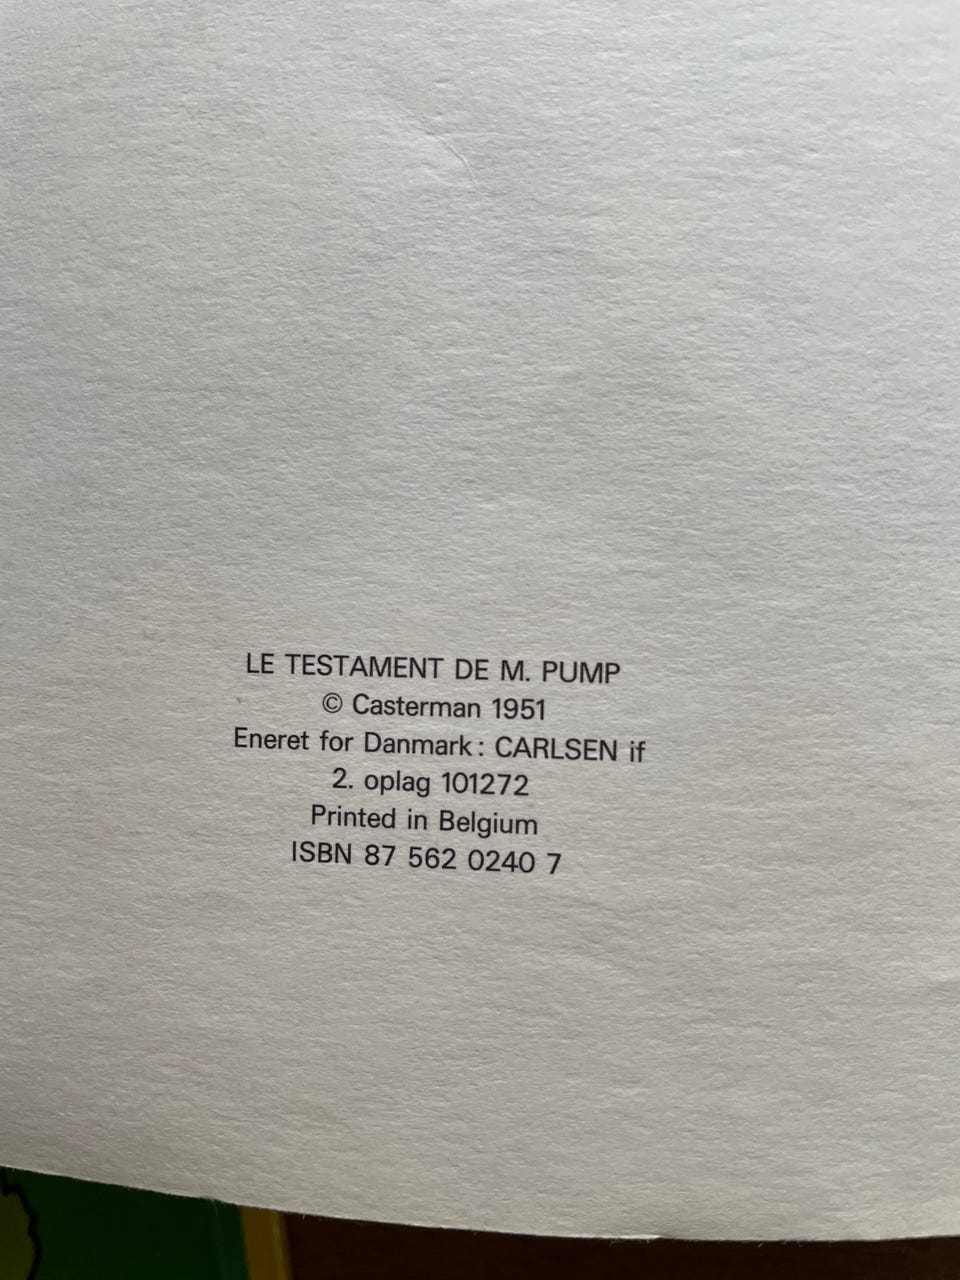 LE TESTAMENT DE M. PUMP
© Casterman 1951
Eneret for Danmark: CARLSEN if
2. oplag 101272
Printed in Belgium
ISBN 87 562 0240 7